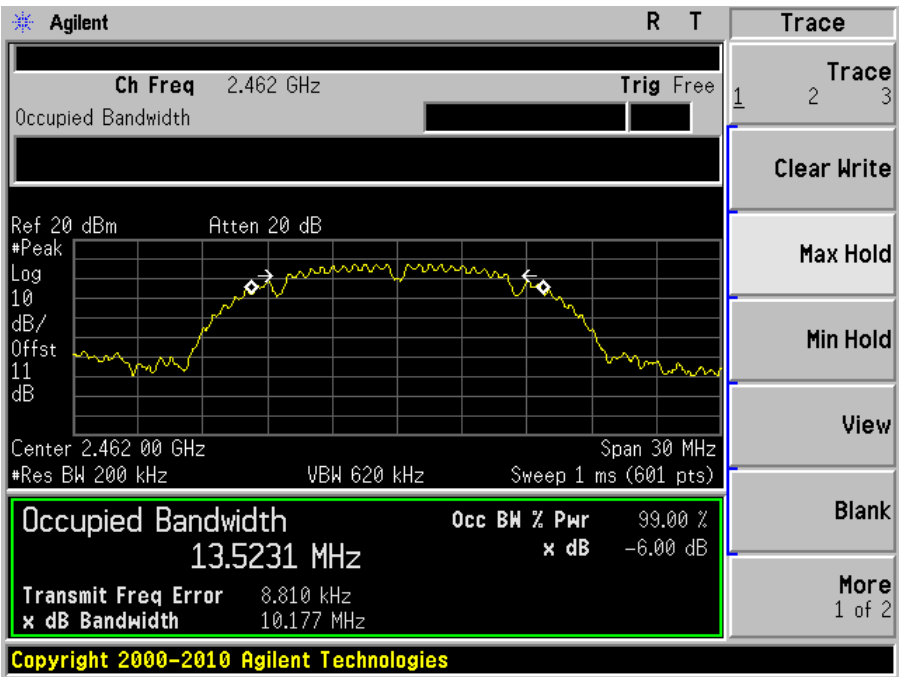 Agilent R T Trace
Ch Freq 2.462 GHz Trig Free
Occupied Bandwidth
Trace
1 2 3
Clear Write
Max Hold
Min Hold
View
Blank
More
1 of 2
Ref 20 dBm Atten 20 dB
#Peak
Log
10
dB/
Offst
11
dB
Center 2.462 00 GHz Span 30 MHz
#Res BW 200 kHz VBW 620 kHz Sweep 1 ms (601 pts)
Occupied Bandwidth Occ BW % Pwr 99.00 %
13.5231 MHz x dB -6.00 dB
Transmit Freq Error 8.810 kHz
x dB Bandwidth 10.177 MHz
Copyright 2000-2010 Agilent Technologies